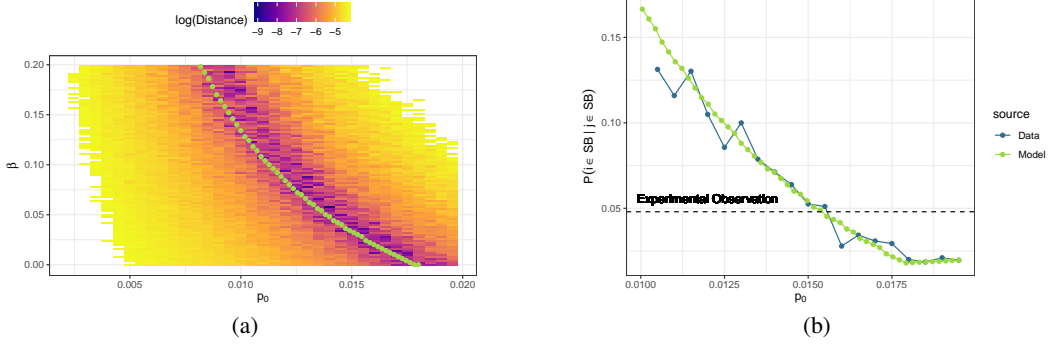 log(Distance)
−9 −8 −7 −6 −5
0.20
0.15
0.10
0.05
0.00
β
0.005 0.010 0.015 0.020
p0
(a)
0.15
0.10
0.05
P(i ∈ SB | j ∈ SB)
Experimental Observation
0.0100 0.0125 0.0150 0.0175
p0
source
Data
Model
(b)